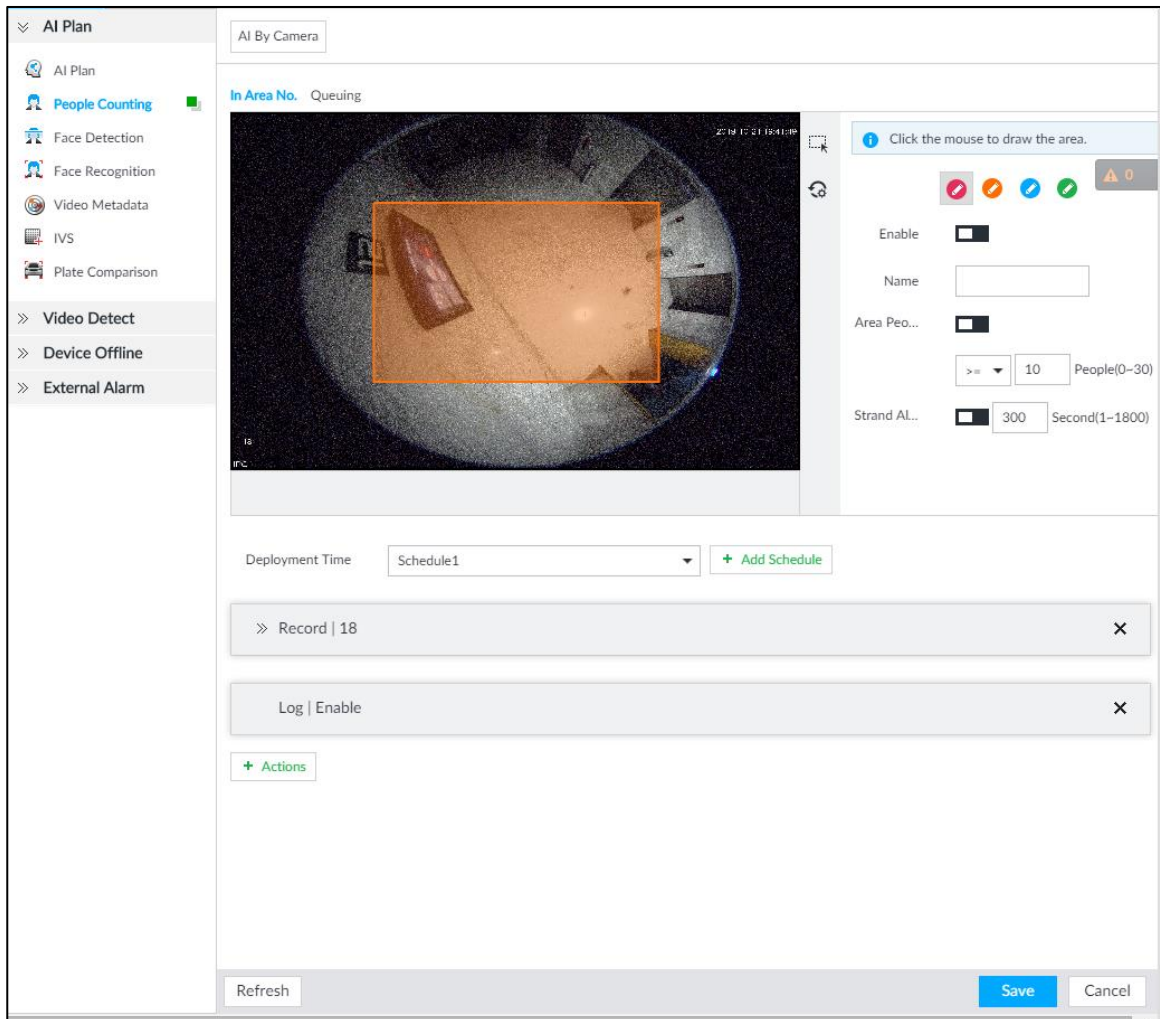 AI Plan
AI Plan
People Counting
Face Detection
Face Recognition
Video Metadata
IVS
Plate Comparison
Video Detect
Device Offline
External Alarm
AI By Camera
In Area No. Queuing
18
IPC
Click the mouse to draw the area.
0
Enable
Name
Area Peo...
>= 10 People(0~30)
Strand Al... 300 Second(1~1800)
Deployment Time Schedule1 + Add Schedule
Record | 18
Log | Enable
+ Actions
Refresh Save Cancel